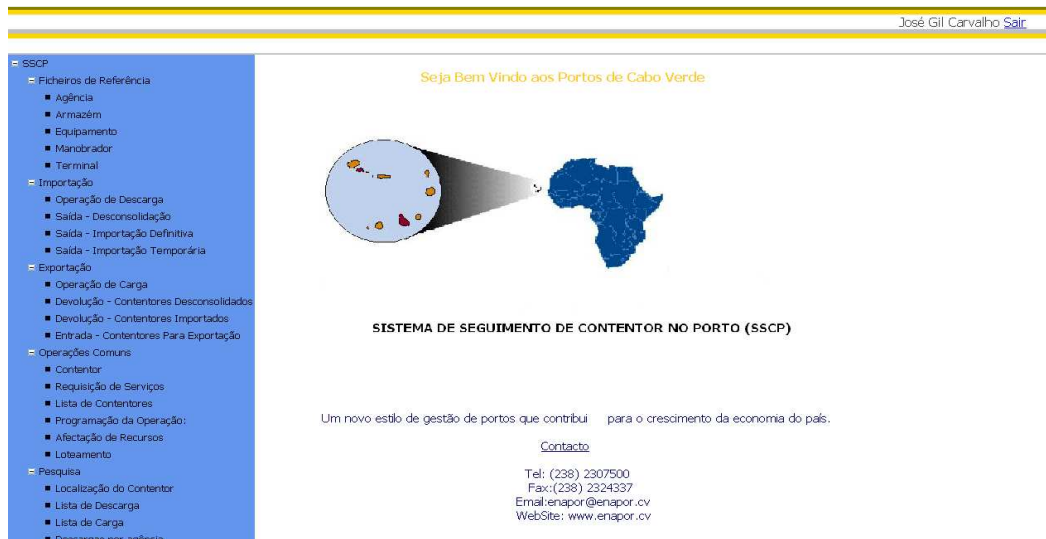 José Gil Carvalho Sair
SSCP
Ficheiros de Referência
Agência
Armazém
Equipamento
Manobrador
Terminal
Importação
Operação de Descarga
Saída - Desconsolidação
Saída - Importação Definitiva
Saída - Importação Temporária
Exportação
Operação de Carga
Devolução - Contentores Desconsolidados
Devolução - Contentores Importados
Entrada - Contentores Para Exportação
Operações Comuns
Contentor
Requisição de Serviços
Lista de Contentores
Programação da Operação:
Afectação de Recursos
Loteamento
Pesquisa
Localização do Contentor
Lista de Descarga
Lista de Carga
Descargas por agência
Seja Bem Vindo aos Portos de Cabo Verde
SISTEMA DE SEGUIMENTO DE CONTENTOR NO PORTO (SSCP)
Um novo estilo de gestão de portos que contribui para o crescimento da economia do país.
Contacto
Tel: (238) 2307500
Fax:(238) 2324337
Email:enapor@enapor.cv
WebSite: www.enapor.cv